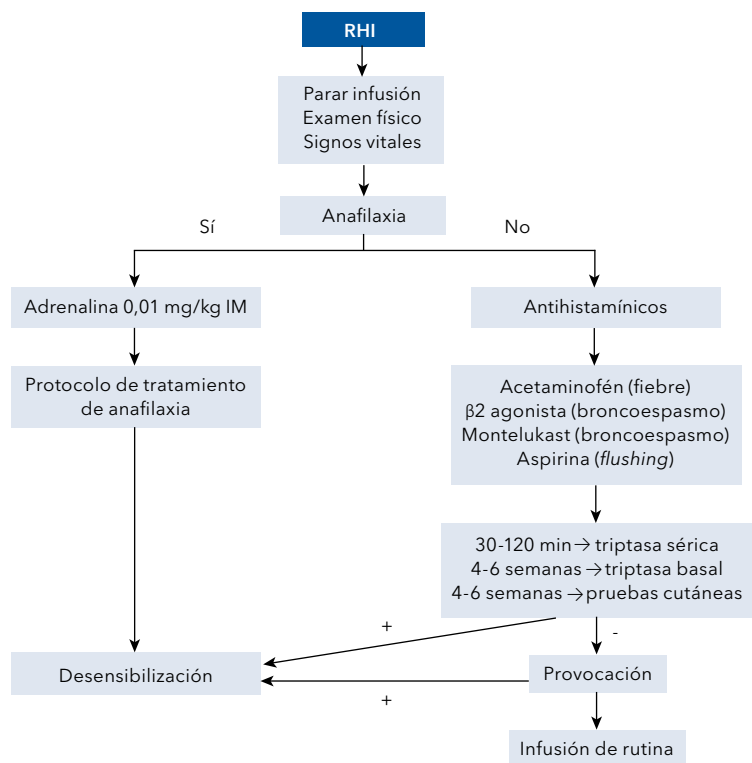 RHI
Parar infusión
Examen físico
Signos vitales
Anafilaxia
Sí
No
Adrenalina 0,01 mg/kg IM
Antihistamínicos
Protocolo de tratamiento
de anafilaxia
Acetaminofén (fiebre)
β2 agonista (broncoespasmo)
Montelukast (broncoespasmo)
Aspirina (flushing)
30-120 min→ triptasa sérica
4-6 semanas →triptasa basal
4-6 semanas →pruebas cutáneas
+
-
Desensibilización
Provocación
+
Infusión de rutina